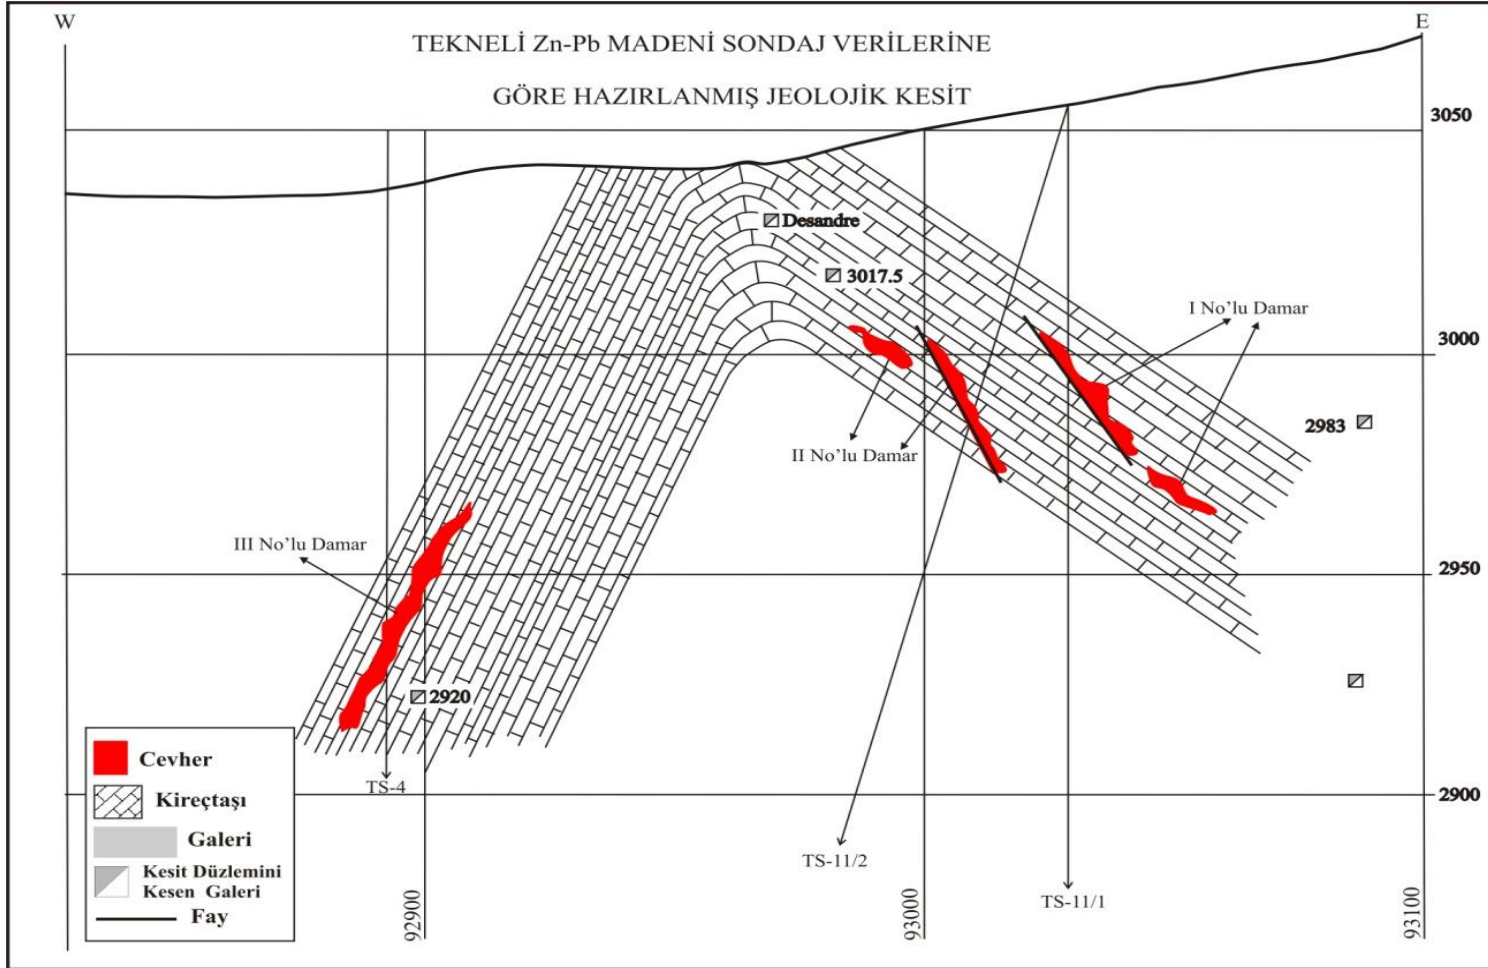 W
E
TEKNELİ Zn-Pb MADENİ SONDAJ VERİLERİNE
GÖRE HAZIRLANMIŞ JEOLOJİK KESİT
3050
Desandre
3017.5
I No'lu Damar
3000
2983
II No'lu Damar
III No'lu Damar
2950
2920
Cevher
Kireçtaşı
Galeri
Kesit Düzlemini
Kesen Galeri
Fay
TS-4
2900
TS-11/2
TS-11/1
92900
93000
93100